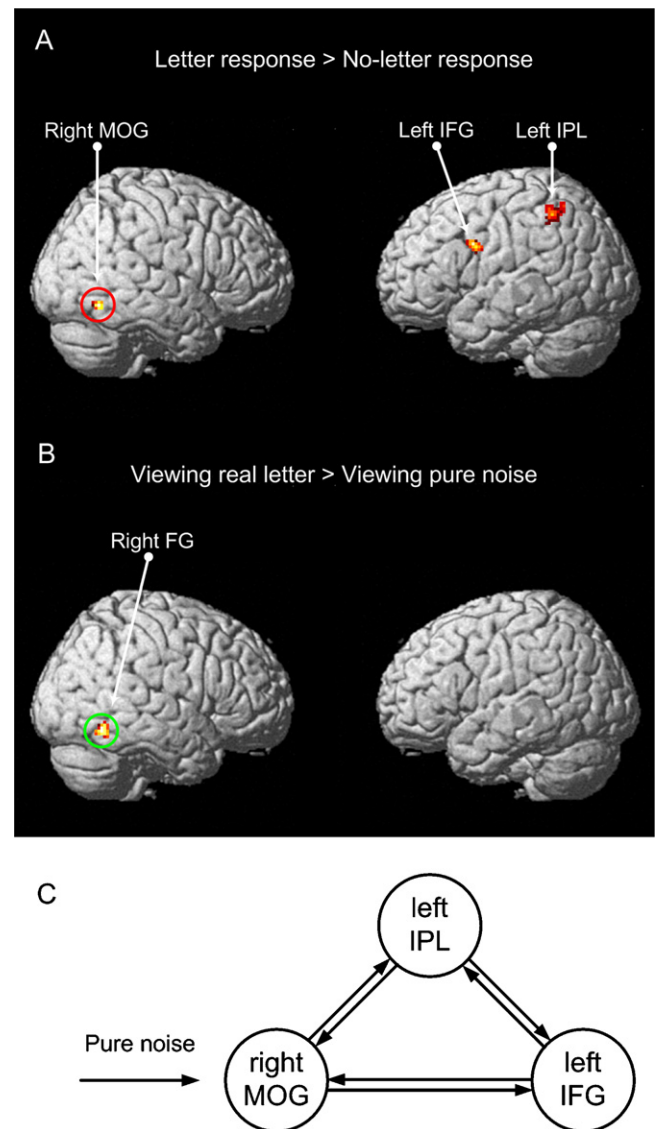 A
Letter response > No-letter response
Right MOG
Left IFG
Left IPL
B
Viewing real letter > Viewing pure noise
Right FG
C
left
IPL
Pure noise
right
MOG
left
IFG